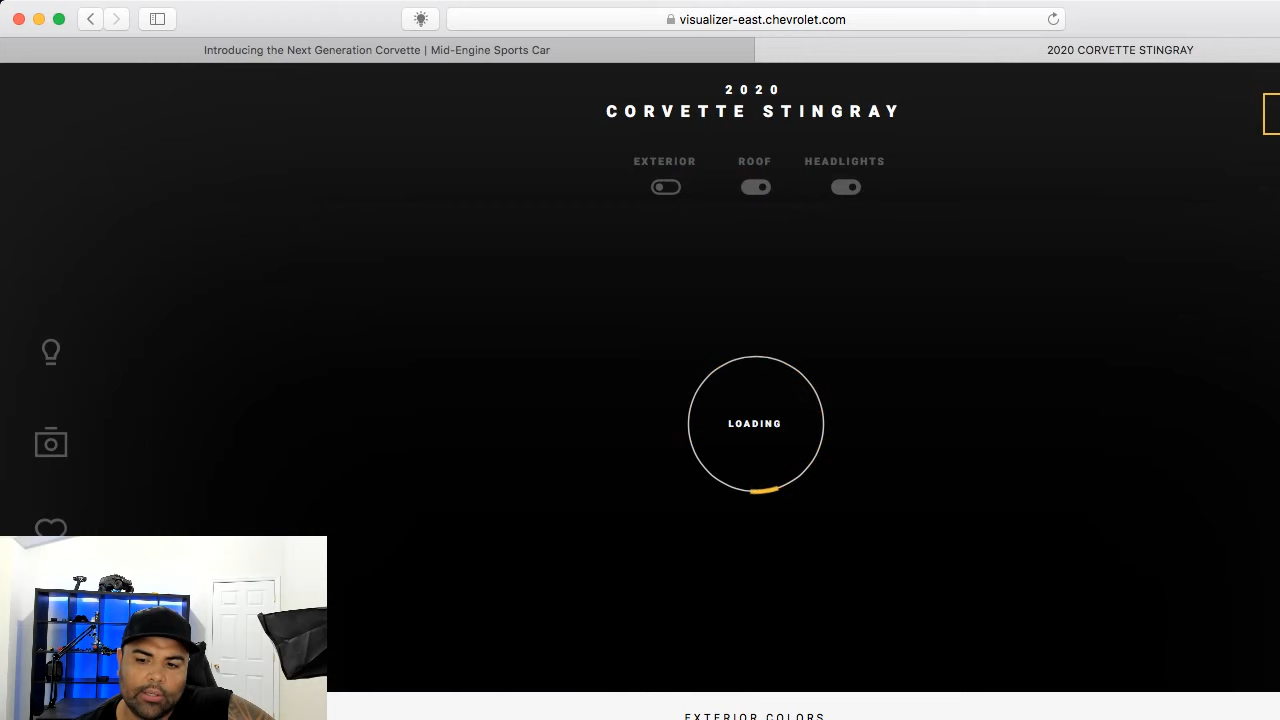 visualizer-east.chevrolet.com
Introducing the Next Generation Corvette | Mid-Engine Sports Car
2020 CORVETTE STINGRAY
2020
CORVETTE STINGRAY
EXTERIOR
ROOF
HEADLIGHTS
LOADING
EXTERIOR COLORS